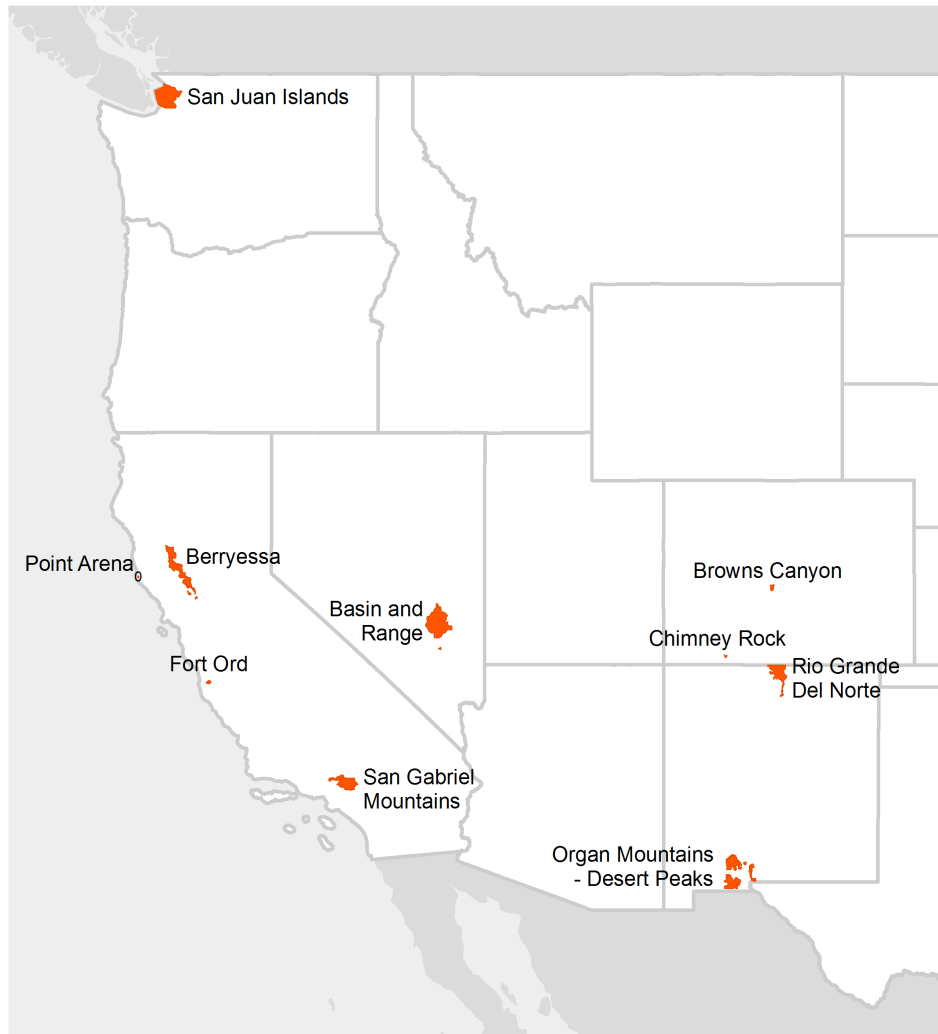 San Juan Islands
Point Arena
Berryessa
Browns Canyon
Basin and
Range
Chimney Rock
Fort Ord
Rio Grande
Del Norte
San Gabriel
Mountains
Organ Mountains
- Desert Peaks